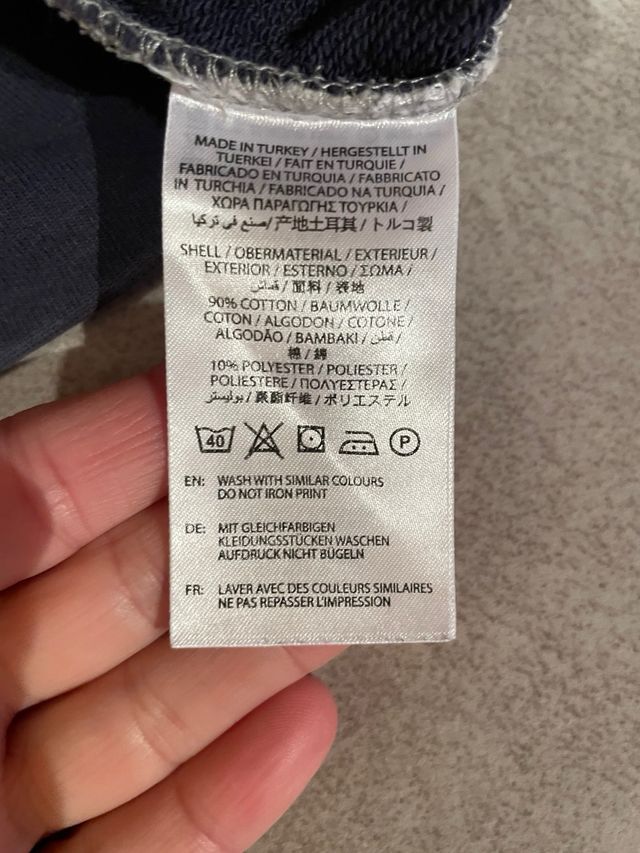 MADE IN TURKEY / HERGESTELLT IN
TUERKEI / FAIT EN TURQUIE /
FABRICADO EN TURQUIA / FABBRICATO
IN TURCHIA / FABRICADO NA TURQUIA /
ΧΩΡΑ ΠΑΡΑΓΩΓΗΣ ΤΟΥΡΚΙΑ /
صنع في تركيا / 产地土耳其 / トルコ製
SHELL / OBERMATERIAL / EXTERIEUR /
EXTERIOR / ESTERNO / ΣΩΜΑ /
قماش / 面料 / 表地
90% COTTON / BAUMWOLLE /
COTON / ALGODON / COTONE /
ALGODÃO / BAMBAKI / قطن /
棉 / 綿
10% POLYESTER / POLIESTER /
POLIESTERE / ΠΟΛΥΕΣΤΕΡΑΣ /
بوليستر / 聚酯纤维 / ポリエステル
40 P
EN: WASH WITH SIMILAR COLOURS
DO NOT IRON PRINT
DE: MIT GLEICHFARBIGEN
KLEIDUNGSSTÜCKEN WASCHEN
AUFDRUCK NICHT BÜGELN
FR: LAVER AVEC DES COULEURS SIMILAIRES
NE PAS REPASSER L'IMPRESSION